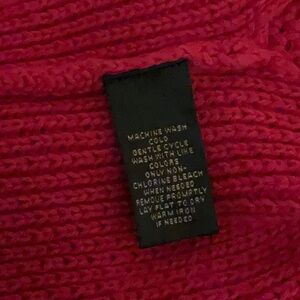 MACHINE WASH
COLD
GENTLE CYCLE
WASH WITH LIKE
COLORS
ONLY NON-
CHLORINE BLEACH
WHEN NEEDED
REMOVE PROMPTLY
LAY FLAT TO DRY
WARM IRON
IF NEEDED